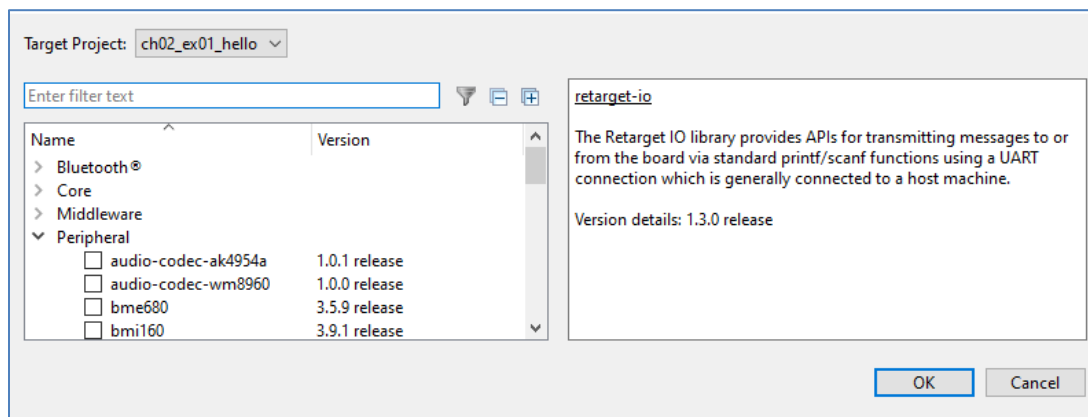 Target Project: ch02_ex01_hello
Enter filter text
Name Version
Bluetooth®
Core
Middleware
Peripheral
audio-codec-ak4954a 1.0.1 release
audio-codec-wm8960 1.0.0 release
bme680 3.5.9 release
bmi160 3.9.1 release
retarget-io
The Retarget IO library provides APIs for transmitting messages to or
from the board via standard printf/scanf functions using a UART
connection which is generally connected to a host machine.
Version details: 1.3.0 release
OK Cancel